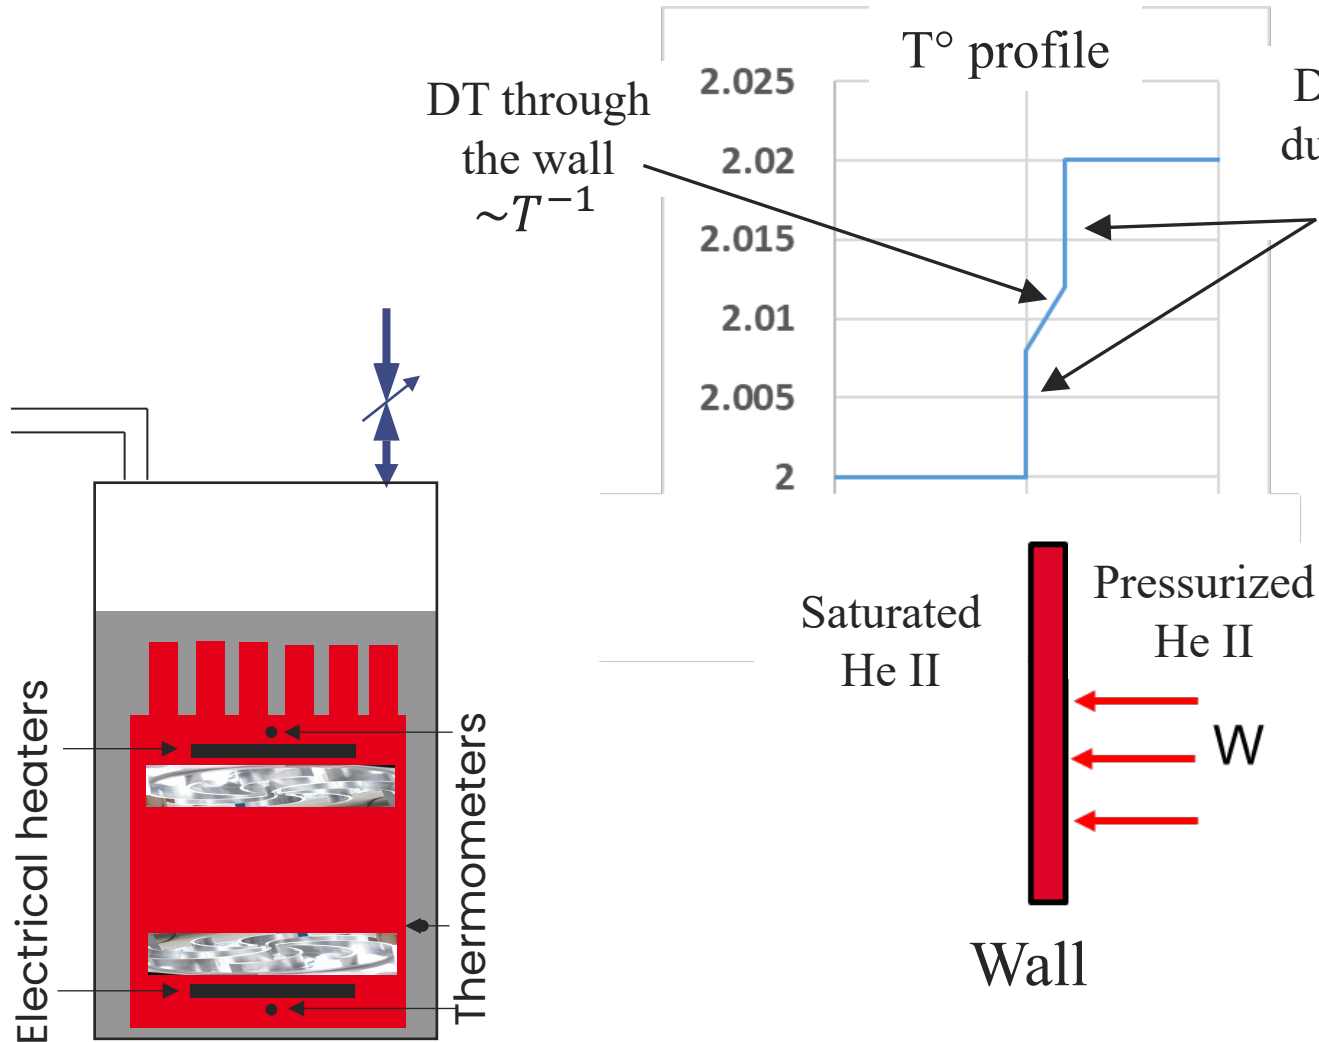 T° profile
DT through
the wall
~T⁻¹
2.025
2.02
2.015
2.01
2.005
2
Saturated
He II
Pressurized
He II
W
Wall
Electrical heaters
Thermometers